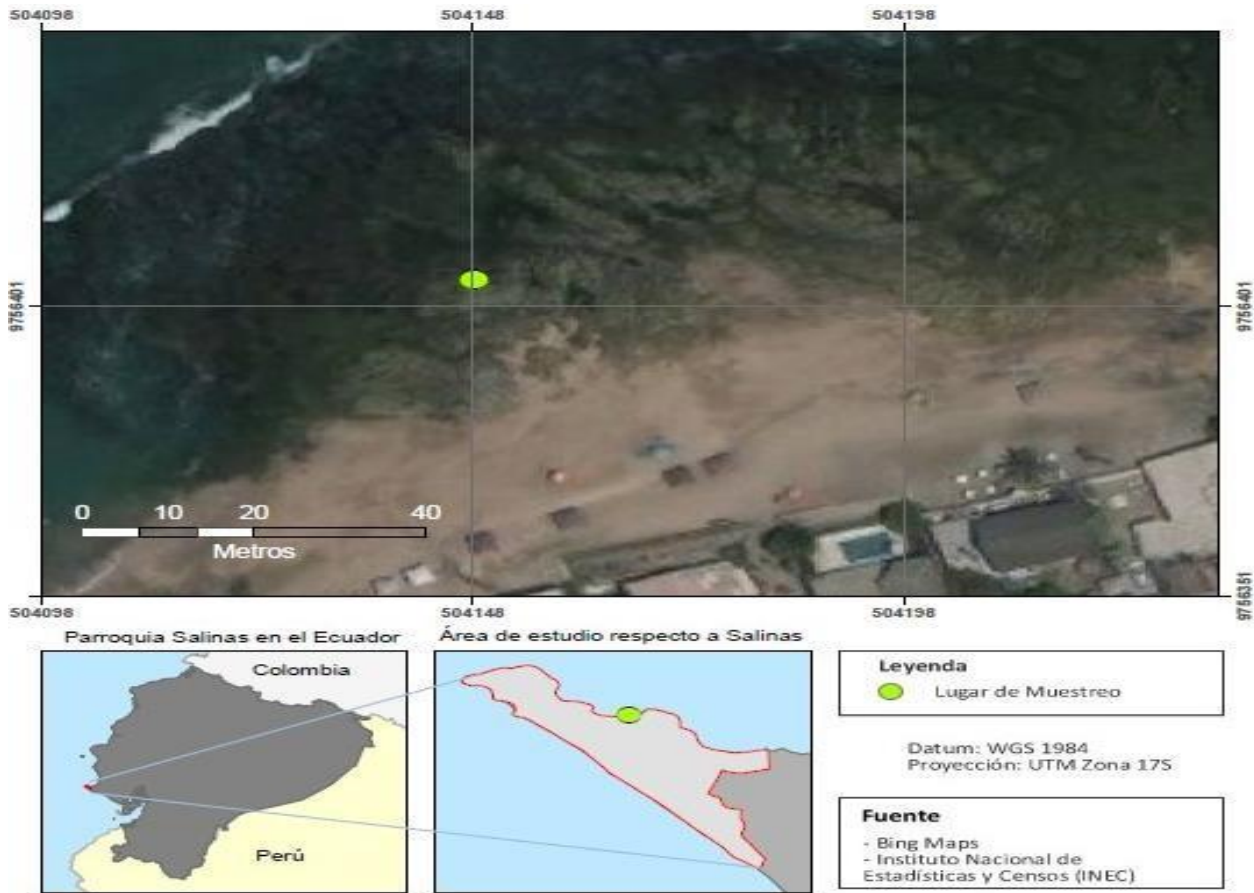 504098 504148 504198
9756401 9756401
0 10 20 40
Metros
9756351
504098 504148 504198
Parroquia Salinas en el Ecuador
Colombia
Perú
Área de estudio respecto a Salinas
Leyenda
Lugar de Muestreo
Datum: WGS 1984
Proyección: UTM Zona 17S
Fuente
- Bing Maps
- Instituto Nacional de
Estadísticas y Censos (INEC)